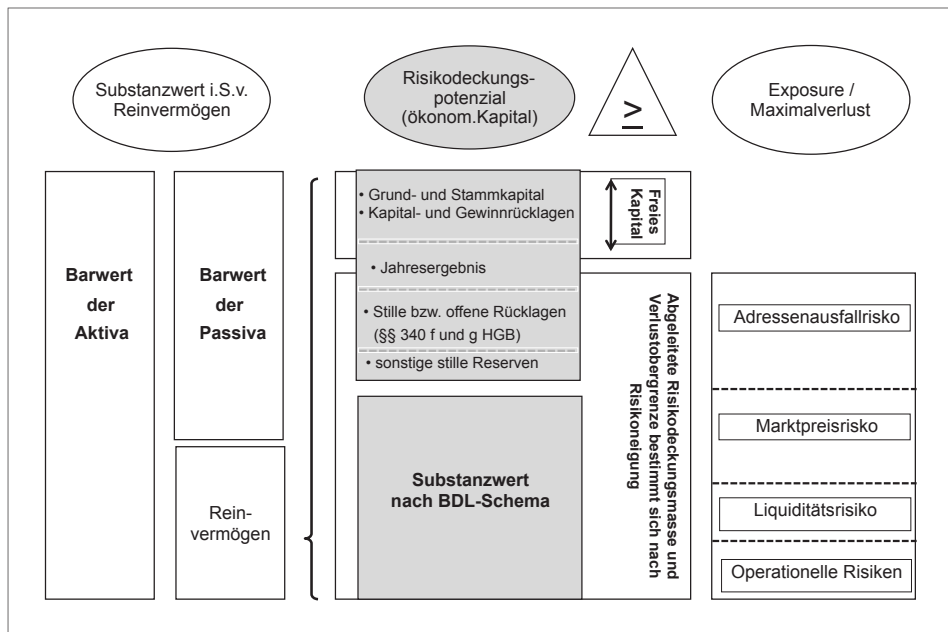 Substanzwert i.S.v.
Reinvermögen
Risikodeckungs-
potenzial
(ökonom.Kapital)
≥
Exposure /
Maximalverlust
Barwert
der
Aktiva
Barwert
der
Passiva
Rein-
vermögen
• Grund- und Stammkapital
• Kapital- und Gewinnrücklagen
• Jahresergebnis
• Stille bzw. offene Rücklagen
(§§ 340 f und g HGB)
• sonstige stille Reserven
Substanzwert
nach BDL-Schema
Freies
Kapital
Abgeleitete Risikodeckungsmasse und
Verlustobergrenze bestimmt sich nach
Risikoneigung
Adressenausfallrisiko
Marktpreisrisiko
Liquiditätsrisiko
Operationelle Risiken